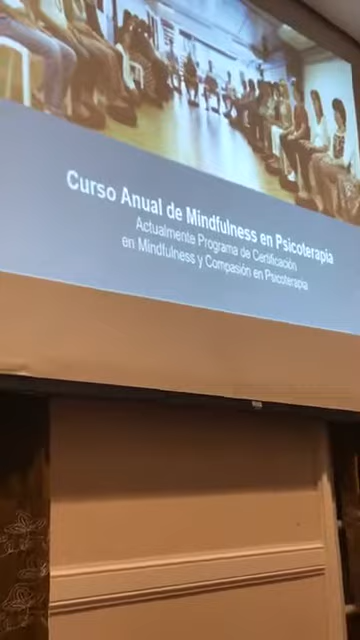 Curso Anual de Mindfulness en Psicoterapia
Actualmente Programa de Certificación
en Mindfulness y Compasión en Psicoterapia